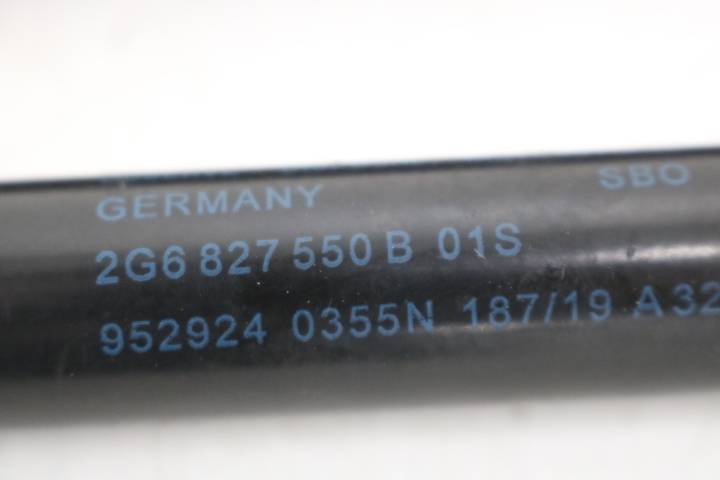 GERMANY SBO
2G6 827 550 B 01S
952924 0355N 187/19 A32